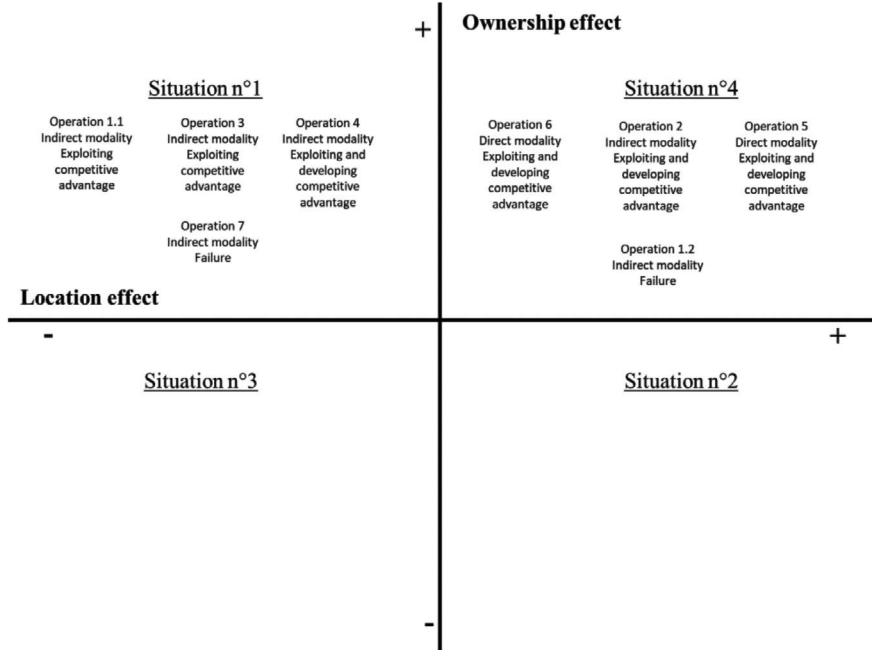 +
Ownership effect
Situation n°1
Operation 1.1
Indirect modality
Exploiting
competitive
advantage
Operation 3
Indirect modality
Exploiting
competitive
advantage
Operation 4
Indirect modality
Exploiting and
developing
competitive
advantage
Operation 7
Indirect modality
Failure
Situation n°4
Operation 6
Direct modality
Exploiting and
developing
competitive
advantage
Operation 2
Indirect modality
Exploiting and
developing
competitive
advantage
Operation 5
Direct modality
Exploiting and
developing
competitive
advantage
Operation 1.2
Indirect modality
Failure
Location effect
-
+
Situation n°3
Situation n°2
-